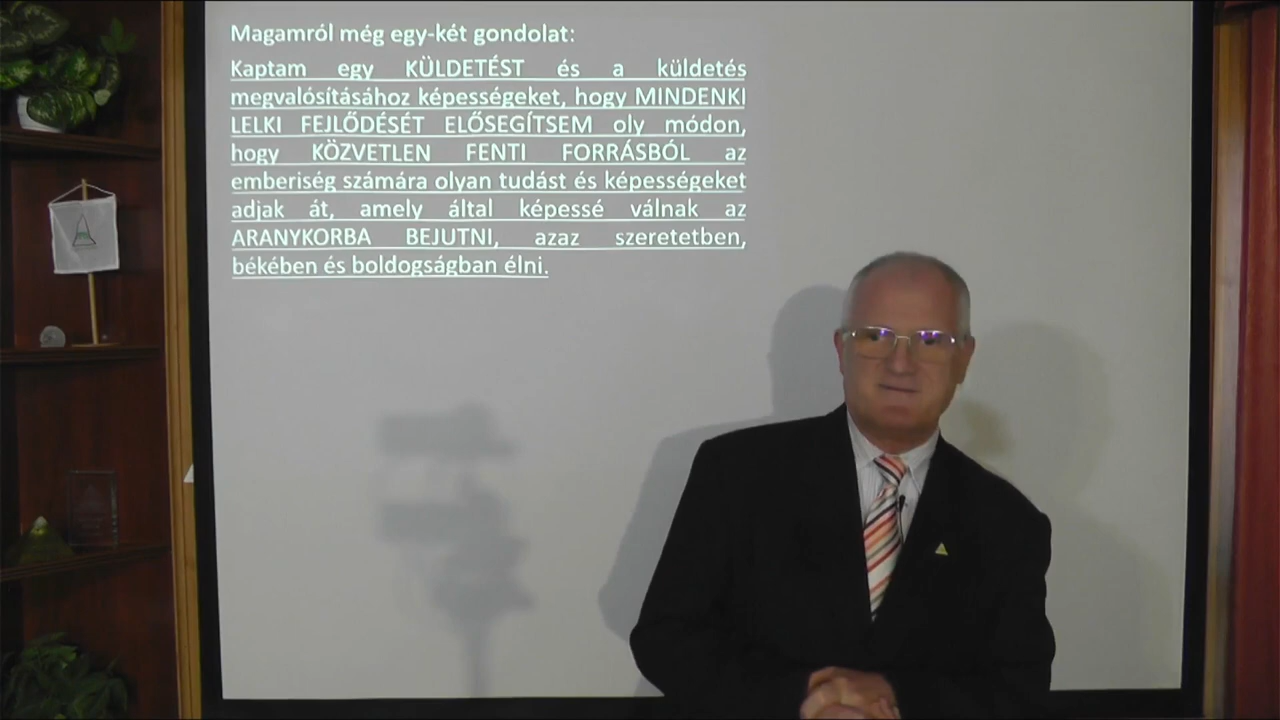 Magamról még egy-két gondolat:
Kaptam egy KÜLDETÉST és a küldetés
megvalósításához képességeket, hogy MINDENKI
LELKI FEJLŐDÉSÉT ELŐSEGÍTSEM oly módon,
hogy KÖZVETLEN FENTI FORRÁSBÓL az
emberiség számára olyan tudást és képességeket
adjak át, amely által képessé válnak az
ARANYKORBA BEJUTNI, azaz szeretetben,
békében és boldogságban élni.